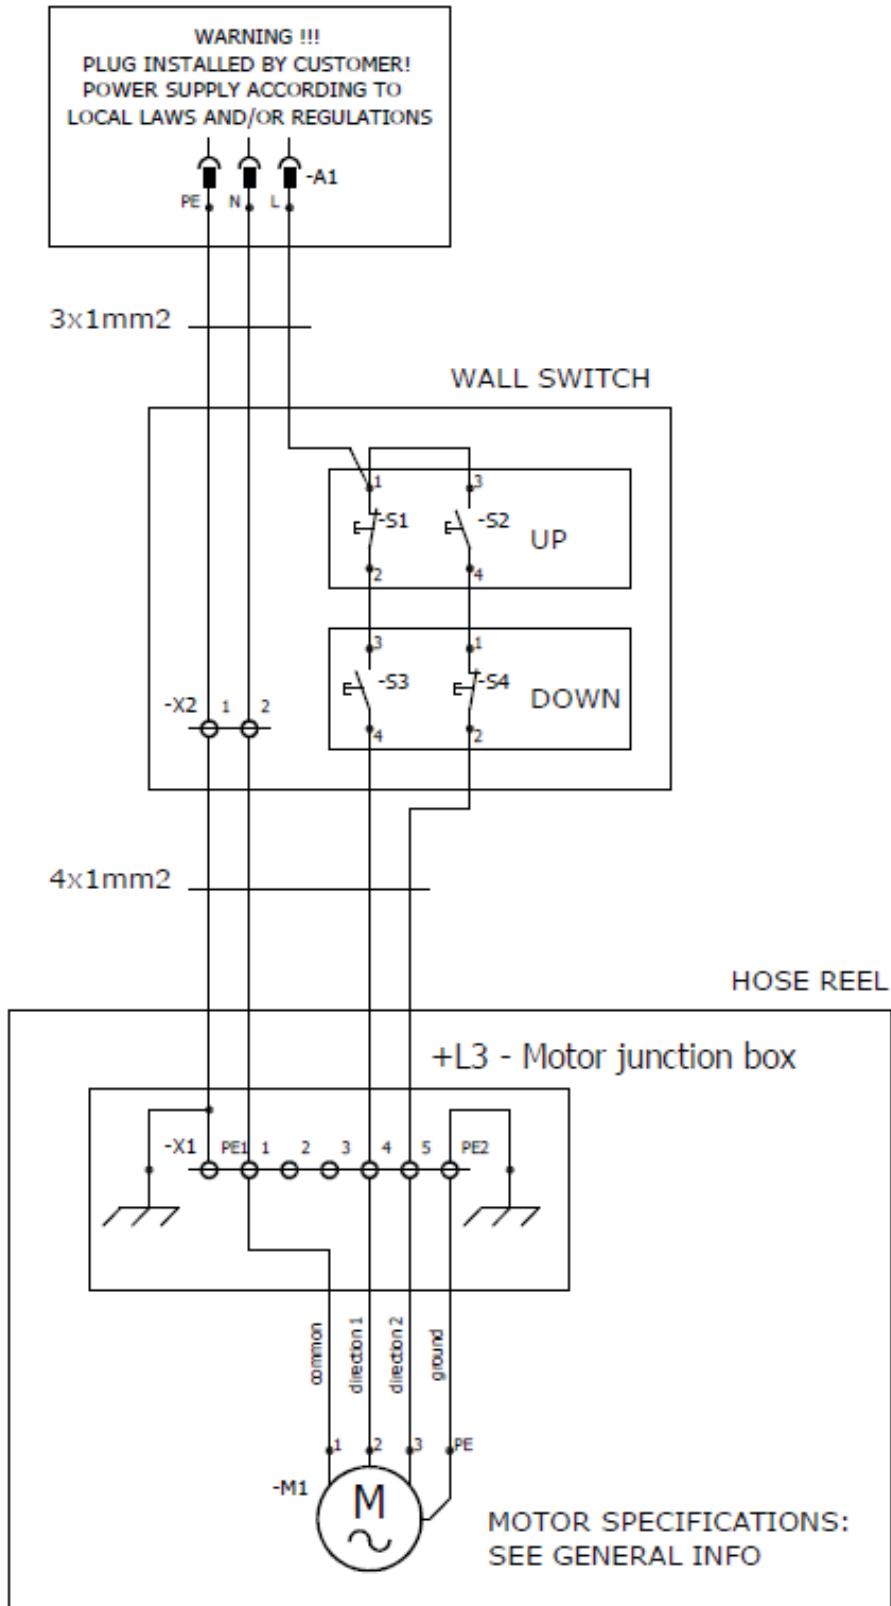 WARNING !!!
PLUG INSTALLED BY CUSTOMER!
POWER SUPPLY ACCORDING TO
LOCAL LAWS AND/OR REGULATIONS
-A1
PE N L
3x1mm2
WALL SWITCH
1 3
-S1 -S2 UP
2 4
3 1
-S3 -S4 DOWN
-X2 1 2
4 2
4x1mm2
HOSE REEL
+L3 - Motor junction box
-X1 PE1 1 2 3 4 5 PE2
common
direction 1
direction 2
ground
1 2 3 PE
-M1
M
MOTOR SPECIFICATIONS:
SEE GENERAL INFO